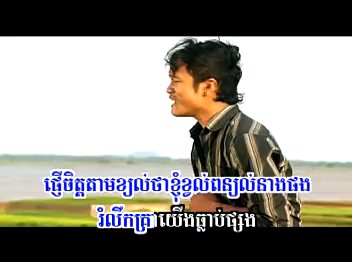 ផ្ញើចិត្តតាមខ្យល់ថាខ្ញុំខ្វល់ពន្យល់នាងផង
រំលឹកគ្រាយើងធ្លាប់ផ្សង